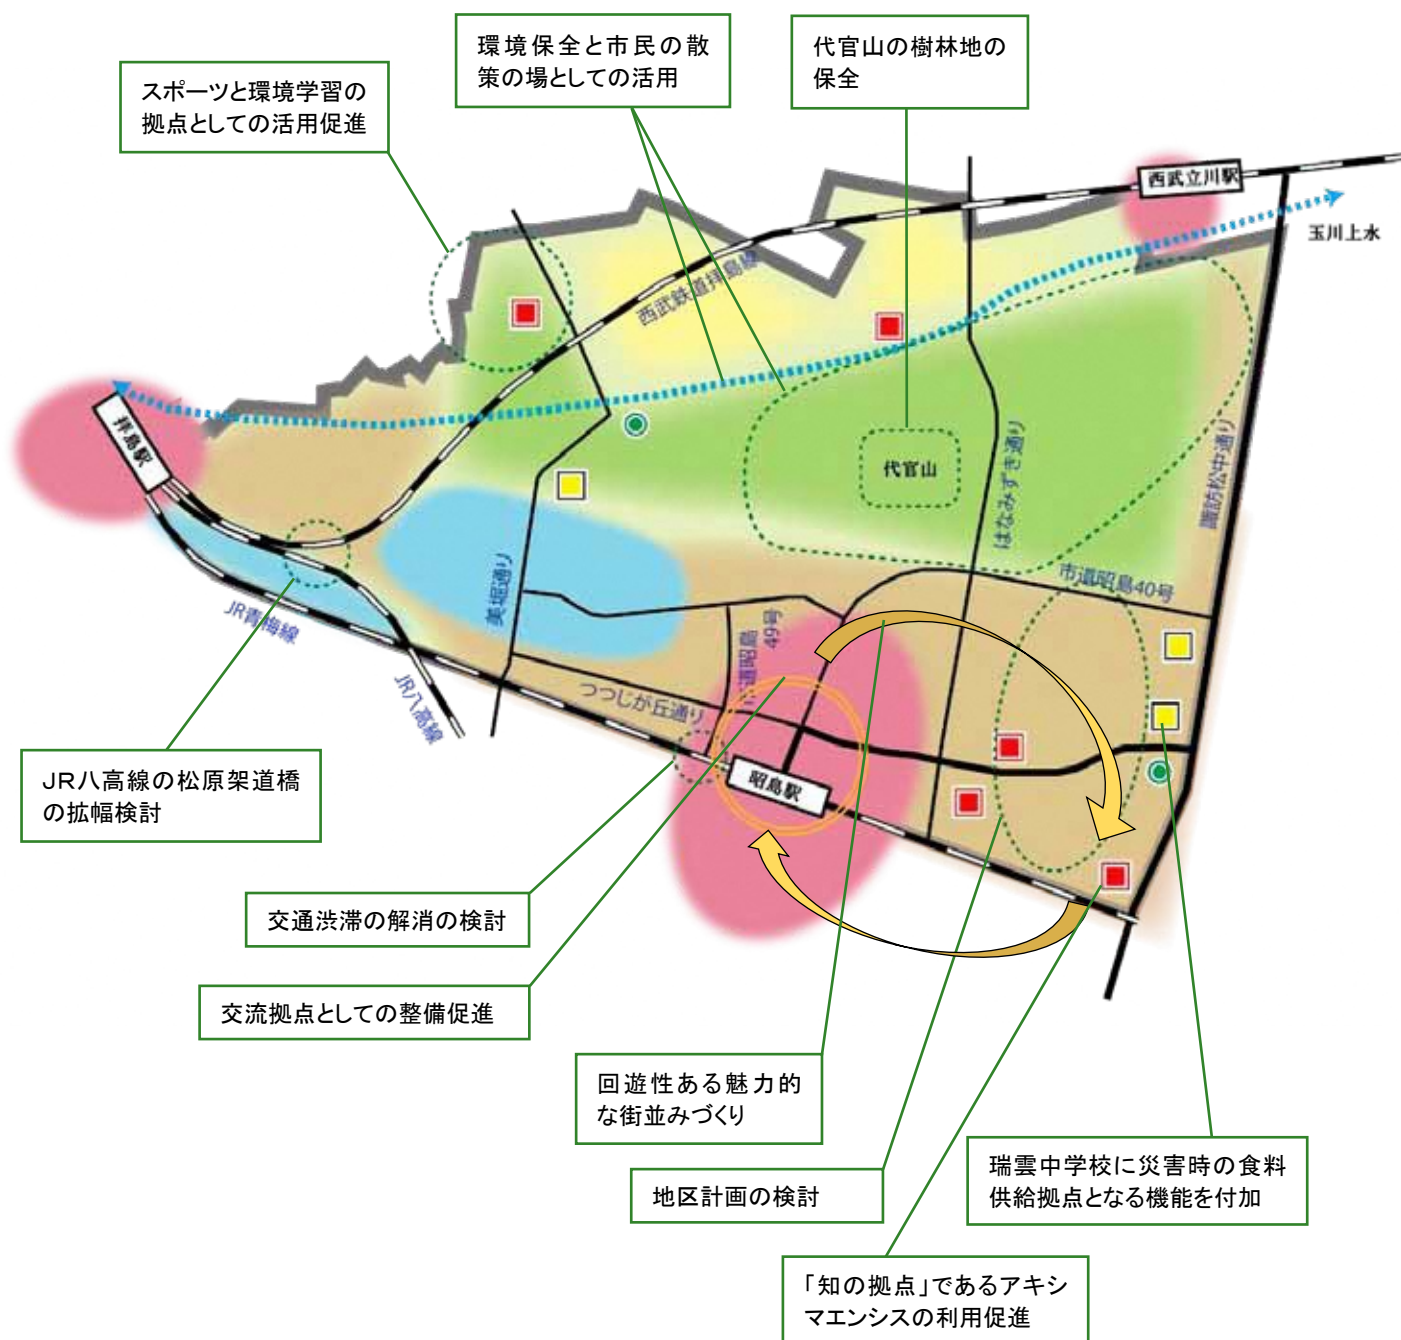 環境保全と市民の散
策の場としての活用
代官山の樹林地の
保全
スポーツと環境学習の
拠点としての活用促進
西武立川駅
玉川上水
西武鉄道拝島線
拝島駅
代官山
はなみずき通り
諏訪松中通り
美堀通り
市道昭島40号
JR青梅線
市道昭島
49号
つつじが丘通り
JR八高線
昭島駅
JR八高線の松原架道橋
の拡幅検討
交通渋滞の解消の検討
交流拠点としての整備促進
回遊性ある魅力的
な街並みづくり
地区計画の検討
瑞雲中学校に災害時の食料
供給拠点となる機能を付加
「知の拠点」であるアキシ
マエンシスの利用促進